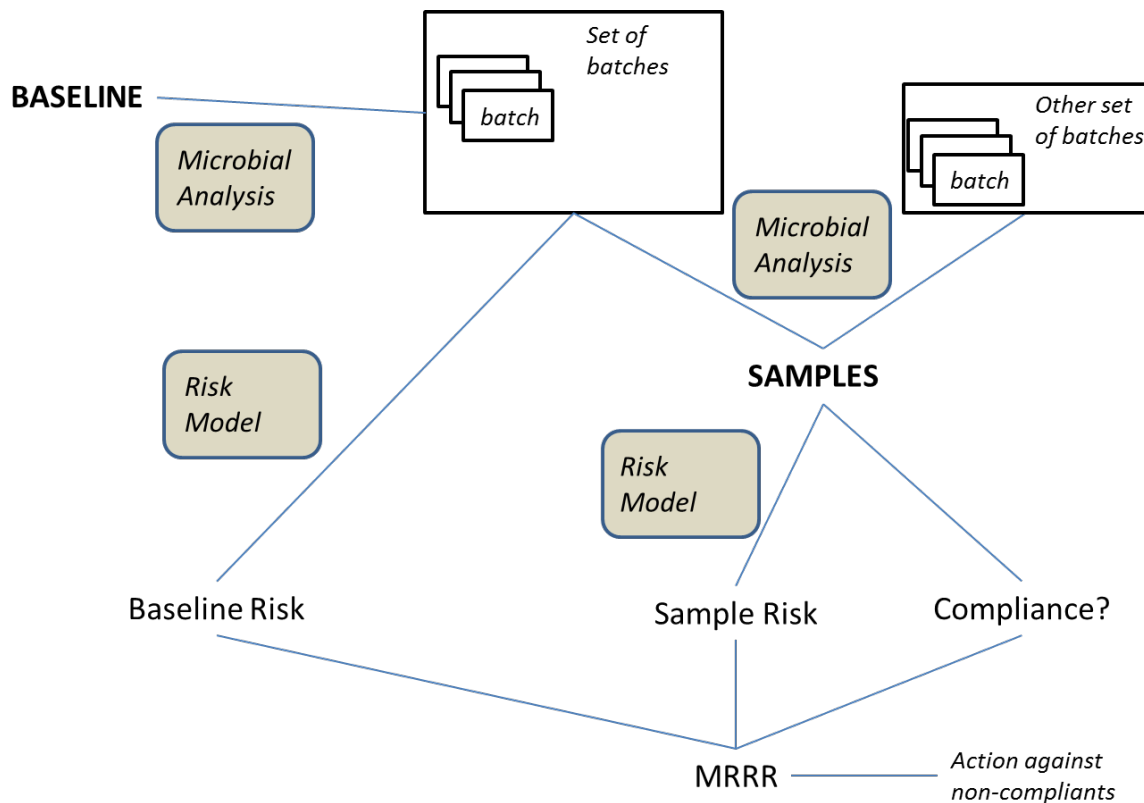 Set of
batches
BASELINE
batch
Other set
of batches
batch
Microbial
Analysis
Microbial
Analysis
Risk
Model
SAMPLES
Risk
Model
Baseline Risk
Sample Risk
Compliance?
MRRR
Action against
non-compliants